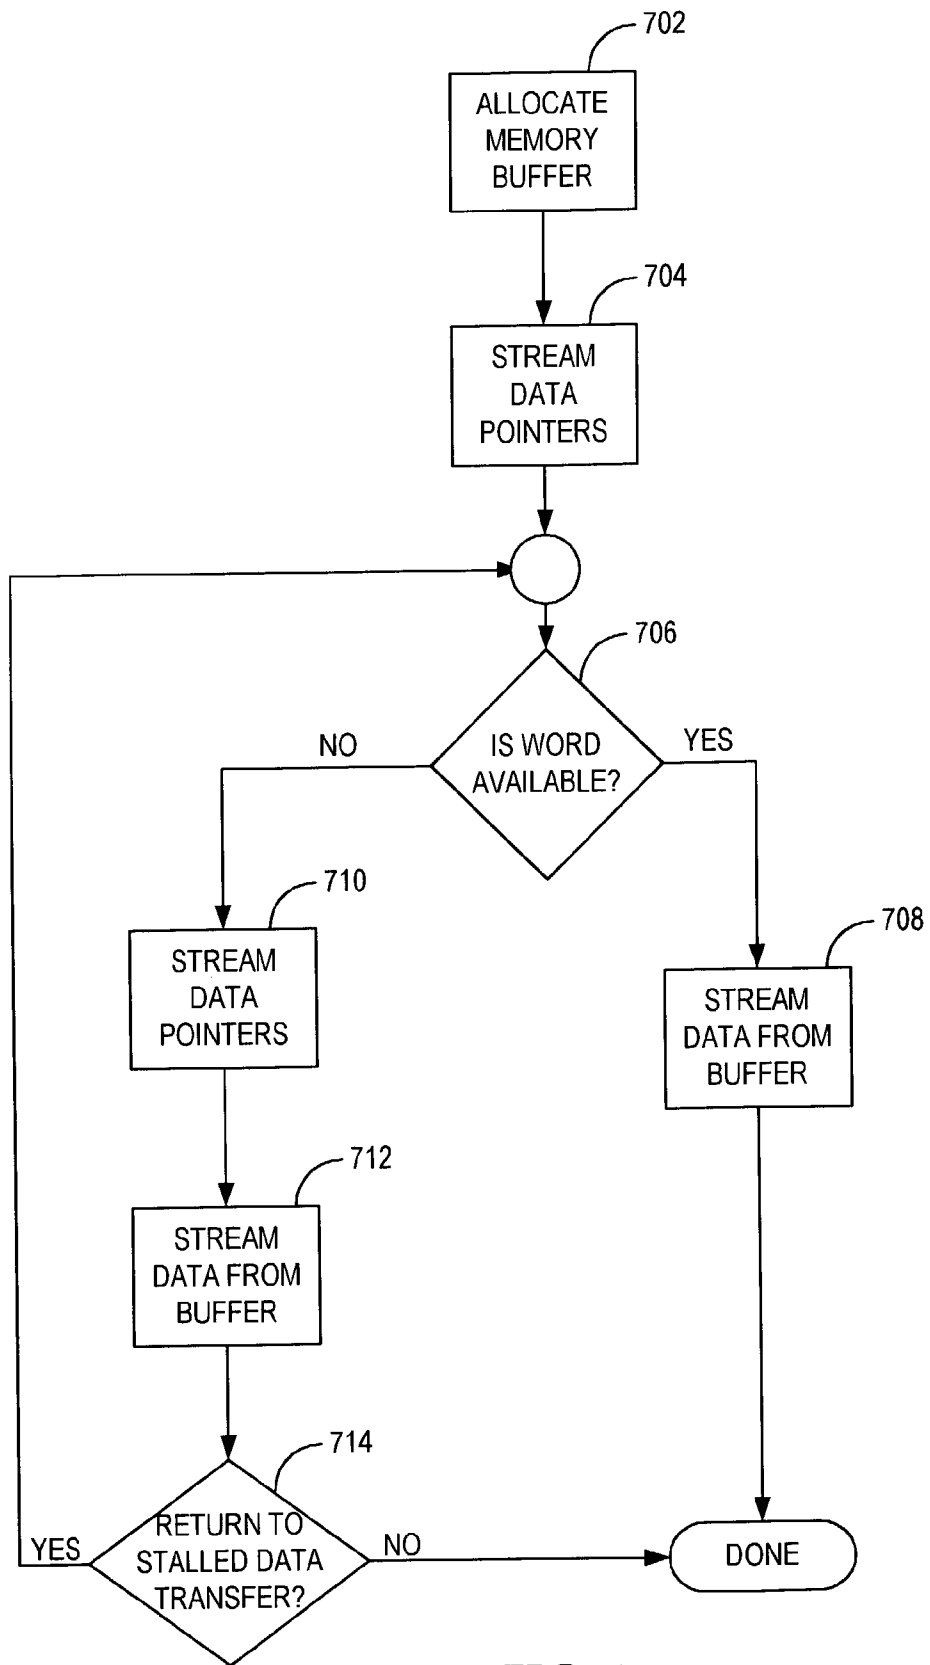 702
ALLOCATE
MEMORY
BUFFER
704
STREAM
DATA
POINTERS
706
IS WORD
AVAILABLE?
NO
YES
710
STREAM
DATA
POINTERS
708
STREAM
DATA FROM
BUFFER
712
STREAM
DATA FROM
BUFFER
714
RETURN TO
STALLED DATA
TRANSFER?
YES
NO
DONE